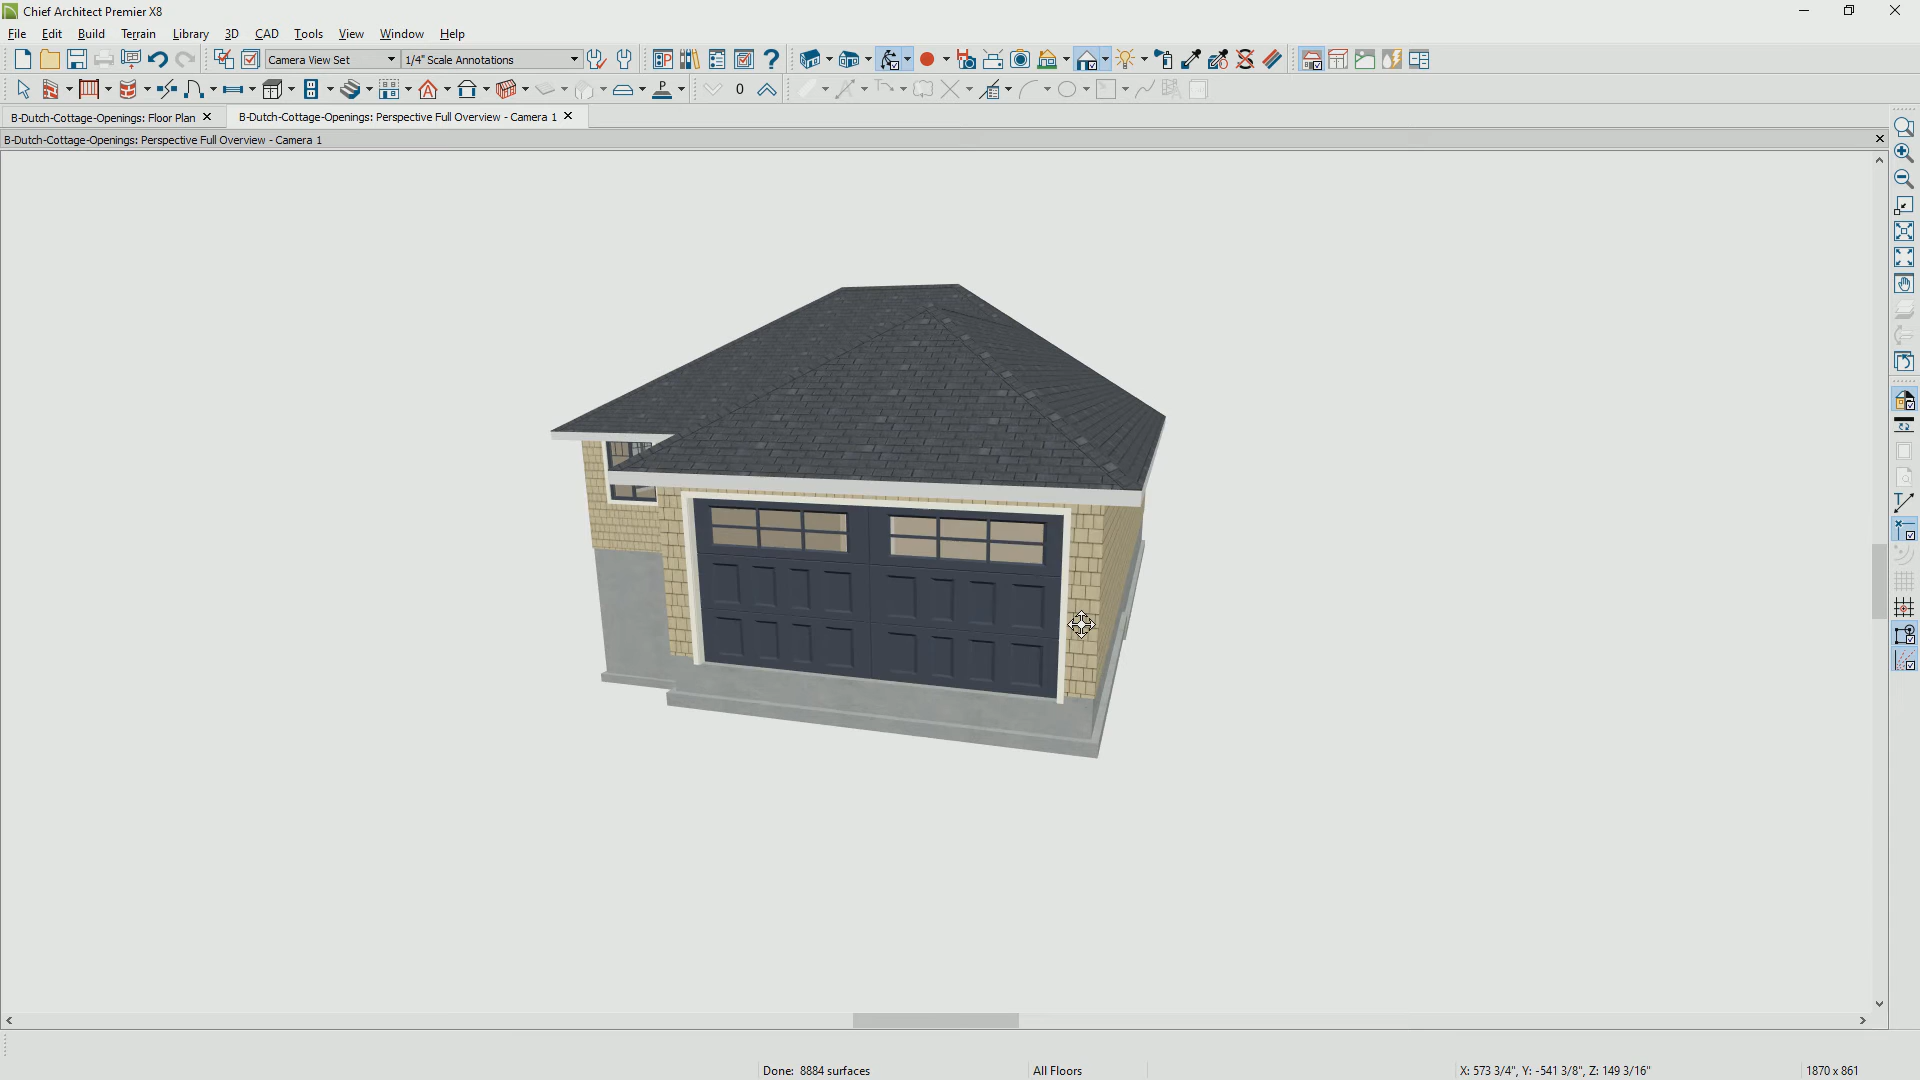 Chief Architect Premier X8
File Edit Build Terrain Library 3D CAD Tools View Window Help
Camera View Set 1/4" Scale Annotations
0
B-Dutch-Cottage-Openings: Floor Plan B-Dutch-Cottage-Openings: Perspective Full Overview - Camera 1
B-Dutch-Cottage-Openings: Perspective Full Overview - Camera 1
Done: 8884 surfaces All Floors X: 573 3/4", Y: -541 3/8", Z: 149 3/16" 1870 x 861